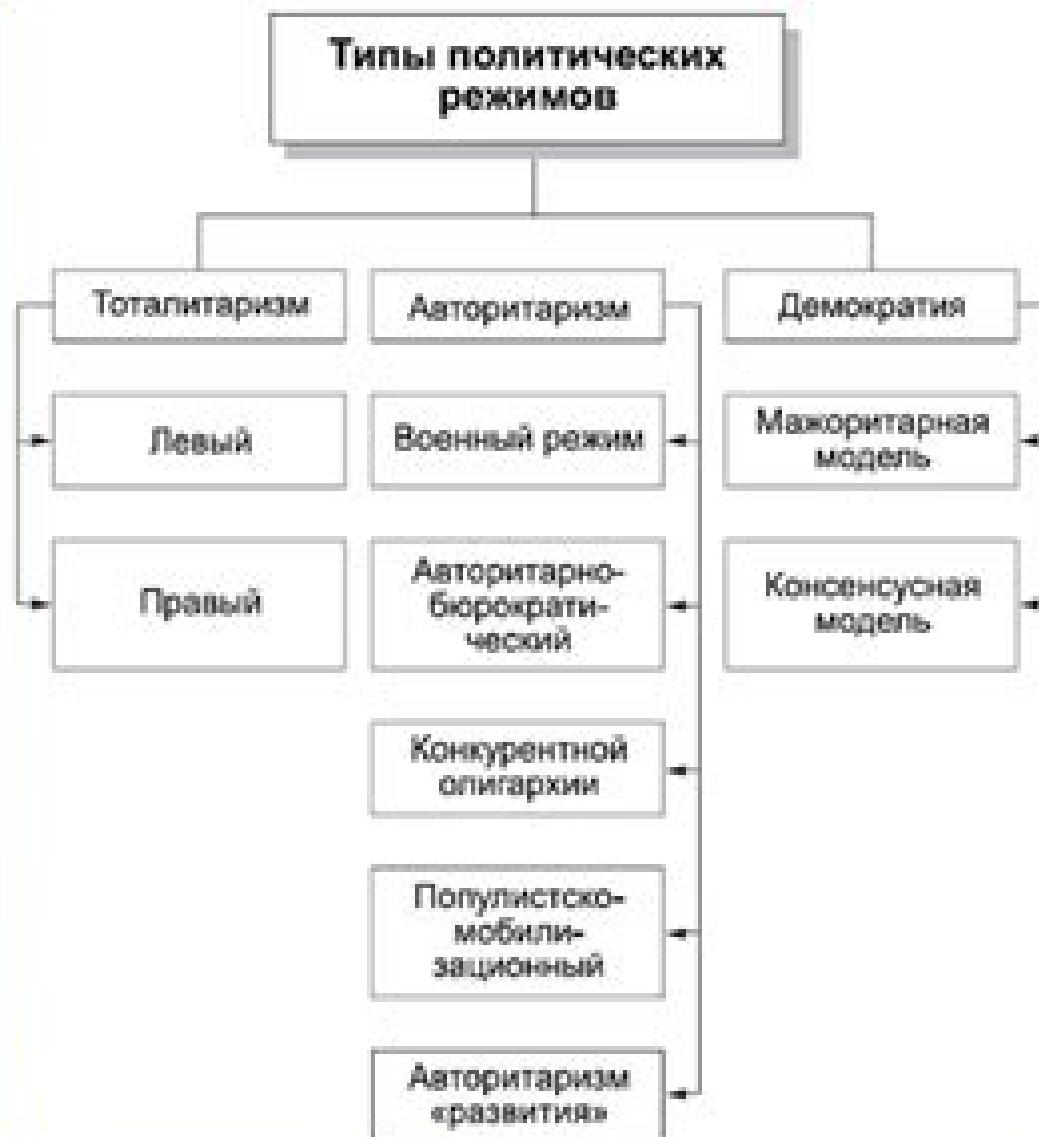 Типы политических
режимов
Тоталитаризм
Авторитаризм
Демократия
Левый
Военный режим
Мажоритарная
модель
Правый
Авторитарно-
бюрократи-
ческий
Консенсусная
модель
Конкурентной
олигархии
Популистско-
мобили-
зационный
Авторитаризм
«развития»